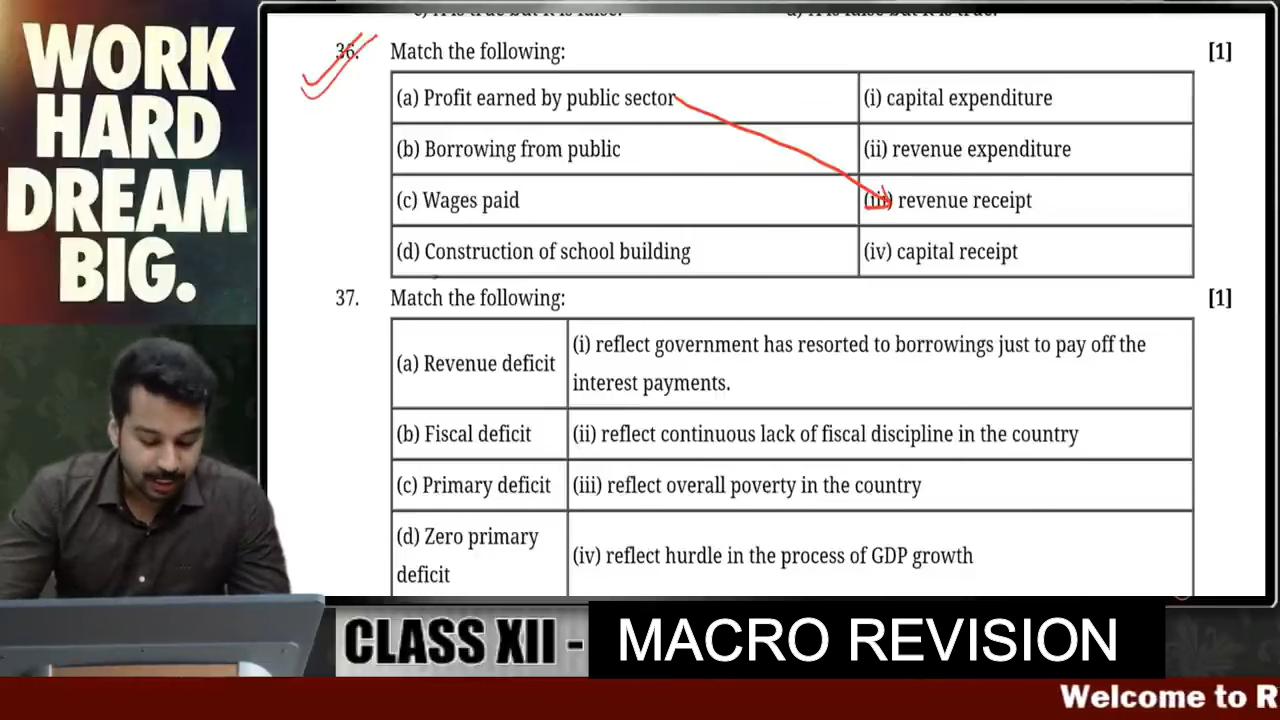 WORK
HARD
DREAM
BIG.
36. Match the following: [1]
(a) Profit earned by public sector (i) capital expenditure
(b) Borrowing from public (ii) revenue expenditure
(c) Wages paid (iii) revenue receipt
(d) Construction of school building (iv) capital receipt
37. Match the following: [1]
(a) Revenue deficit (i) reflect government has resorted to borrowings just to pay off the
interest payments.
(b) Fiscal deficit (ii) reflect continuous lack of fiscal discipline in the country
(c) Primary deficit (iii) reflect overall poverty in the country
(d) Zero primary
deficit (iv) reflect hurdle in the process of GDP growth
CLASS XII - MACRO REVISION
Welcome to R